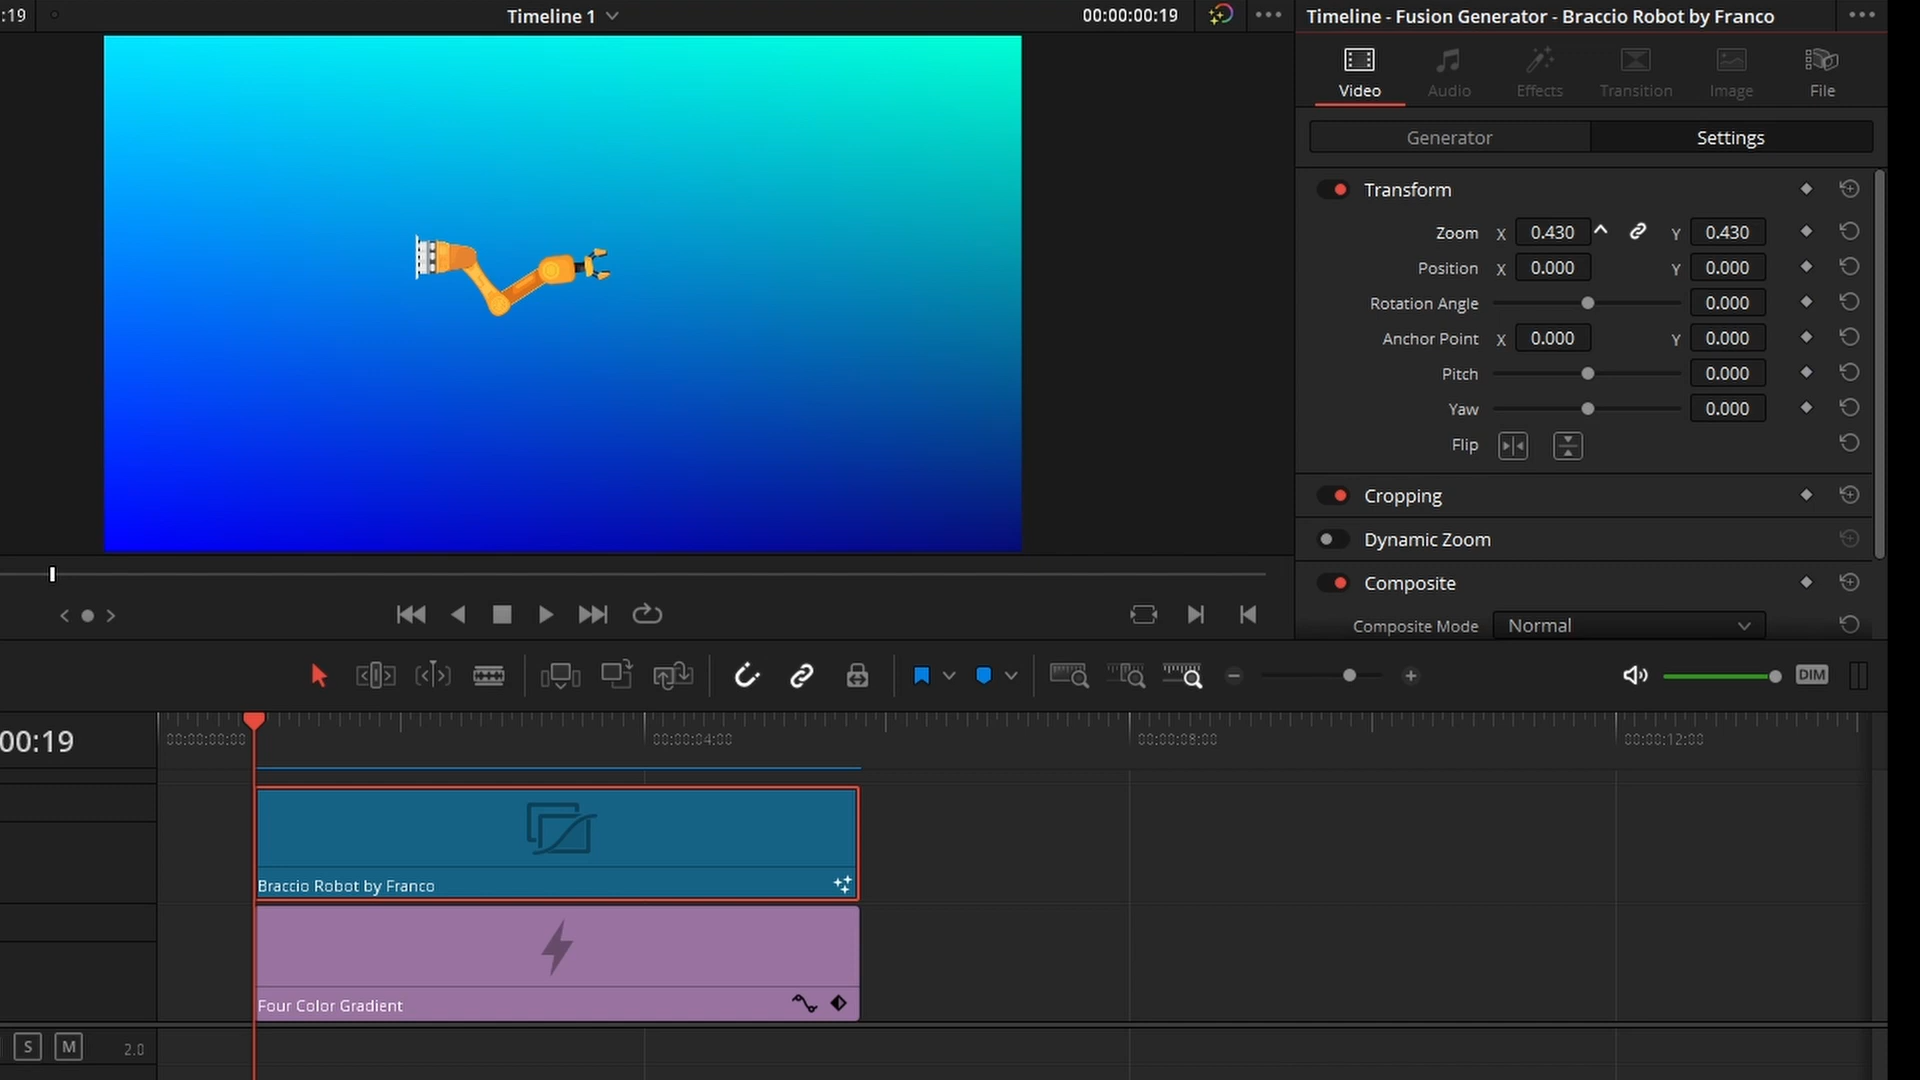 :19
Timeline 1
00:00:00:19
Timeline - Fusion Generator - Braccio Robot by Franco
Video
Audio
Effects
Transition
Image
File
Generator
Settings
Transform
Zoom X 0.430 Y 0.430
Position X 0.000 Y 0.000
Rotation Angle 0.000
Anchor Point X 0.000 Y 0.000
Pitch 0.000
Yaw 0.000
Flip
Cropping
Dynamic Zoom
Composite
Composite Mode Normal
DIM
00:19
00:00:00:00
00:00:04:00
00:00:08:00
00:00:12:00
Braccio Robot by Franco
Four Color Gradient
S M 2.0